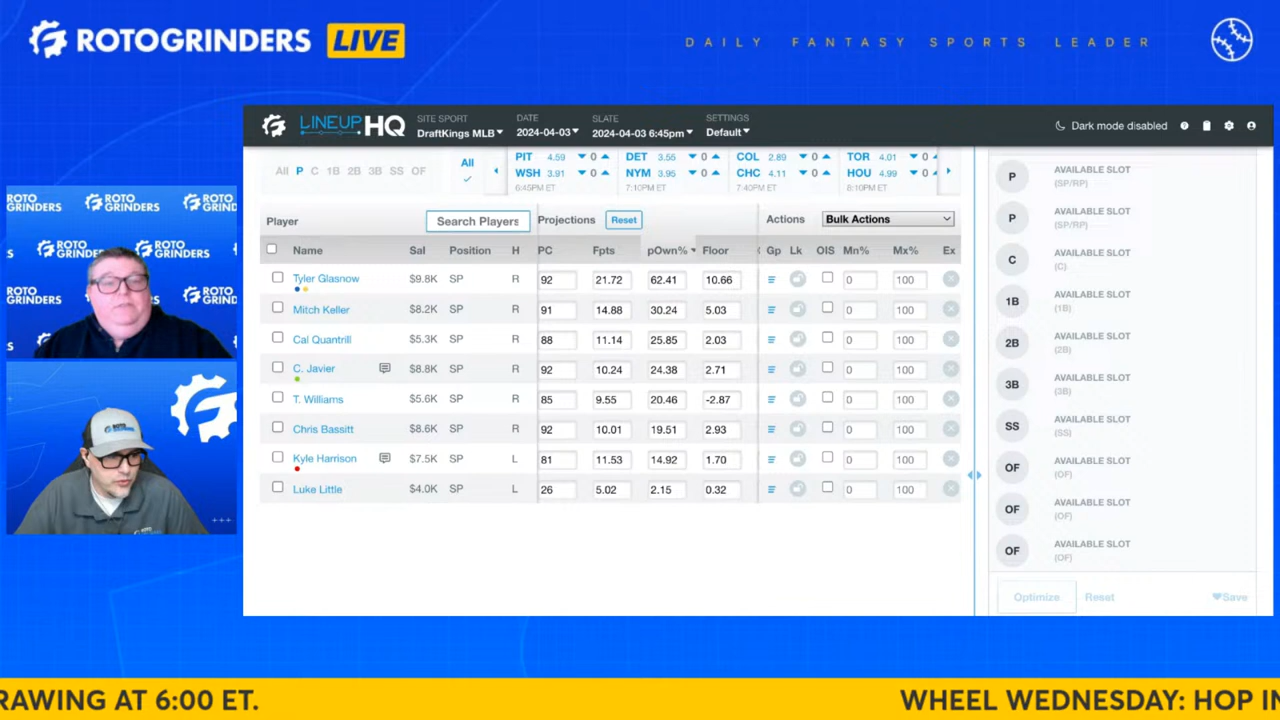 ROTOGRINDERS LIVE
DAILY FANTASY SPORTS LEADER
LINEUPHQ
SITE SPORT
DraftKings MLB
DATE
2024-04-03
SLATE
2024-04-03 6:45pm
SETTINGS
Default
Dark mode disabled
All P C 1B 2B 3B SS OF
All
PIT 4.59 0
WSH 3.91 0
6:45PM ET
DET 3.55 0
NYM 3.95 0
7:10PM ET
COL 2.89 0
CHC 4.11 0
7:40PM ET
TOR 4.01 0
HOU 4.99 0
8:10PM ET
Player Search Players Projections Reset Actions Bulk Actions
Name Sal Position H PC Fpts pOwn% Floor Gp Lk OIS Mn% Mx% Ex
Tyler Glasnow $9.8K SP R 92 21.72 62.41 10.66 0 100
Mitch Keller $8.2K SP R 91 14.88 30.24 5.03 0 100
Cal Quantrill $5.3K SP R 88 11.14 25.85 2.03 0 100
C. Javier $8.8K SP R 92 10.24 24.38 2.71 0 100
T. Williams $5.6K SP R 85 9.55 20.46 -2.87 0 100
Chris Bassitt $8.6K SP R 92 10.01 19.51 2.93 0 100
Kyle Harrison $7.5K SP L 81 11.53 14.92 1.70 0 100
Luke Little $4.0K SP L 26 5.02 2.15 0.32 0 100
P AVAILABLE SLOT
(SP/RP)
P AVAILABLE SLOT
(SP/RP)
C AVAILABLE SLOT
(C)
1B AVAILABLE SLOT
(1B)
2B AVAILABLE SLOT
(2B)
3B AVAILABLE SLOT
(3B)
SS AVAILABLE SLOT
(SS)
OF AVAILABLE SLOT
(OF)
OF AVAILABLE SLOT
(OF)
OF AVAILABLE SLOT
(OF)
Optimize Reset Save
RAWING AT 6:00 ET. WHEEL WEDNESDAY: HOP IN